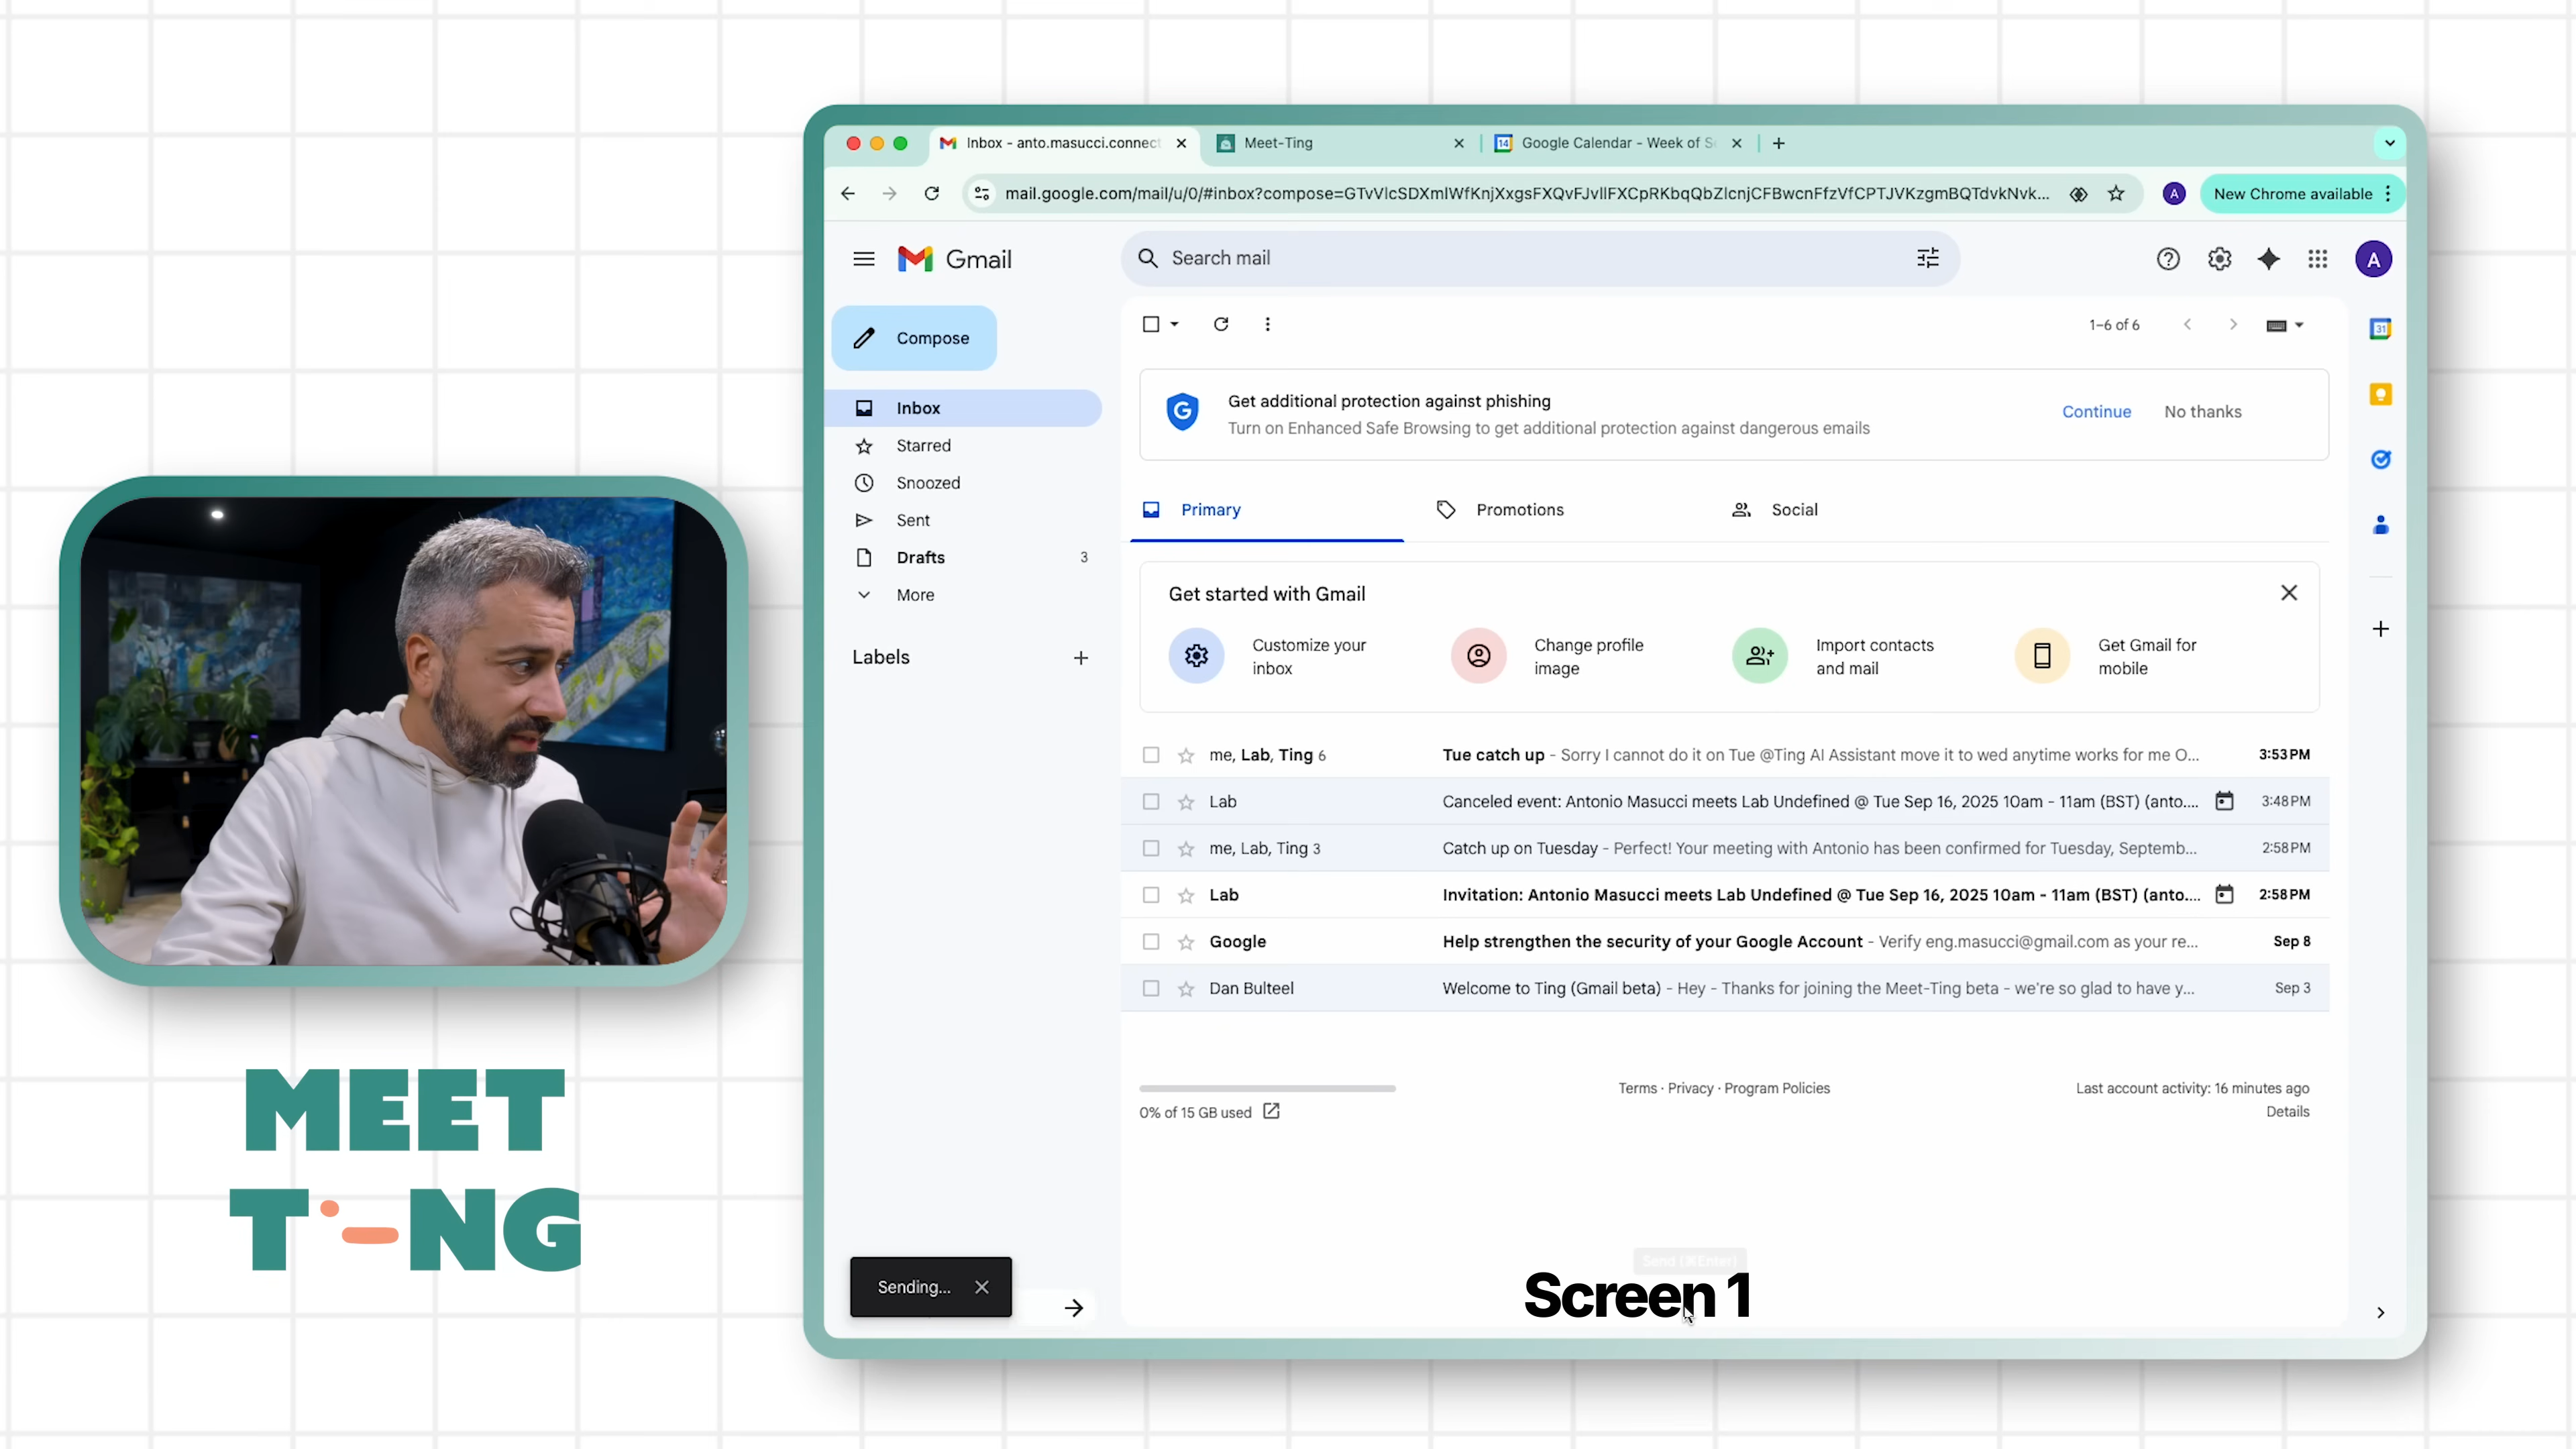 Inbox - anto.masucci.connect
Meet-Ting
14
Google Calendar - Week of S
mail.google.com/mail/u/0/#inbox?compose=GTvVlcSDXmlWfKnjXxgsFXQvFJvllFXCpRKbqQbZlcnjCFBwcnFfzVfCPTJVKzgmBQTdvkNvk...
A
New Chrome available
Gmail
Search mail
A
Compose
1–6 of 6
31
Inbox
Starred
Snoozed
Sent
Drafts 3
More
Labels
G
Get additional protection against phishing
Turn on Enhanced Safe Browsing to get additional protection against dangerous emails
Continue
No thanks
Primary
Promotions
Social
Get started with Gmail
Customize your
inbox
Change profile
image
Import contacts
and mail
Get Gmail for
mobile
me, Lab, Ting 6 Tue catch up - Sorry I cannot do it on Tue @Ting AI Assistant move it to wed anytime works for me O... 3:53 PM
Lab Canceled event: Antonio Masucci meets Lab Undefined @ Tue Sep 16, 2025 10am - 11am (BST) (anto.... 3:48 PM
me, Lab, Ting 3 Catch up on Tuesday - Perfect! Your meeting with Antonio has been confirmed for Tuesday, Septemb... 2:58 PM
Lab Invitation: Antonio Masucci meets Lab Undefined @ Tue Sep 16, 2025 10am - 11am (BST) (anto.... 2:58 PM
Google Help strengthen the security of your Google Account - Verify eng.masucci@gmail.com as your re... Sep 8
Dan Bulteel Welcome to Ting (Gmail beta) - Hey - Thanks for joining the Meet-Ting beta - we're so glad to have y... Sep 3
0% of 15 GB used
Terms · Privacy · Program Policies
Last account activity: 16 minutes ago
Details
Sending...
Send (⌘Enter)
Screen 1
MEET
TING